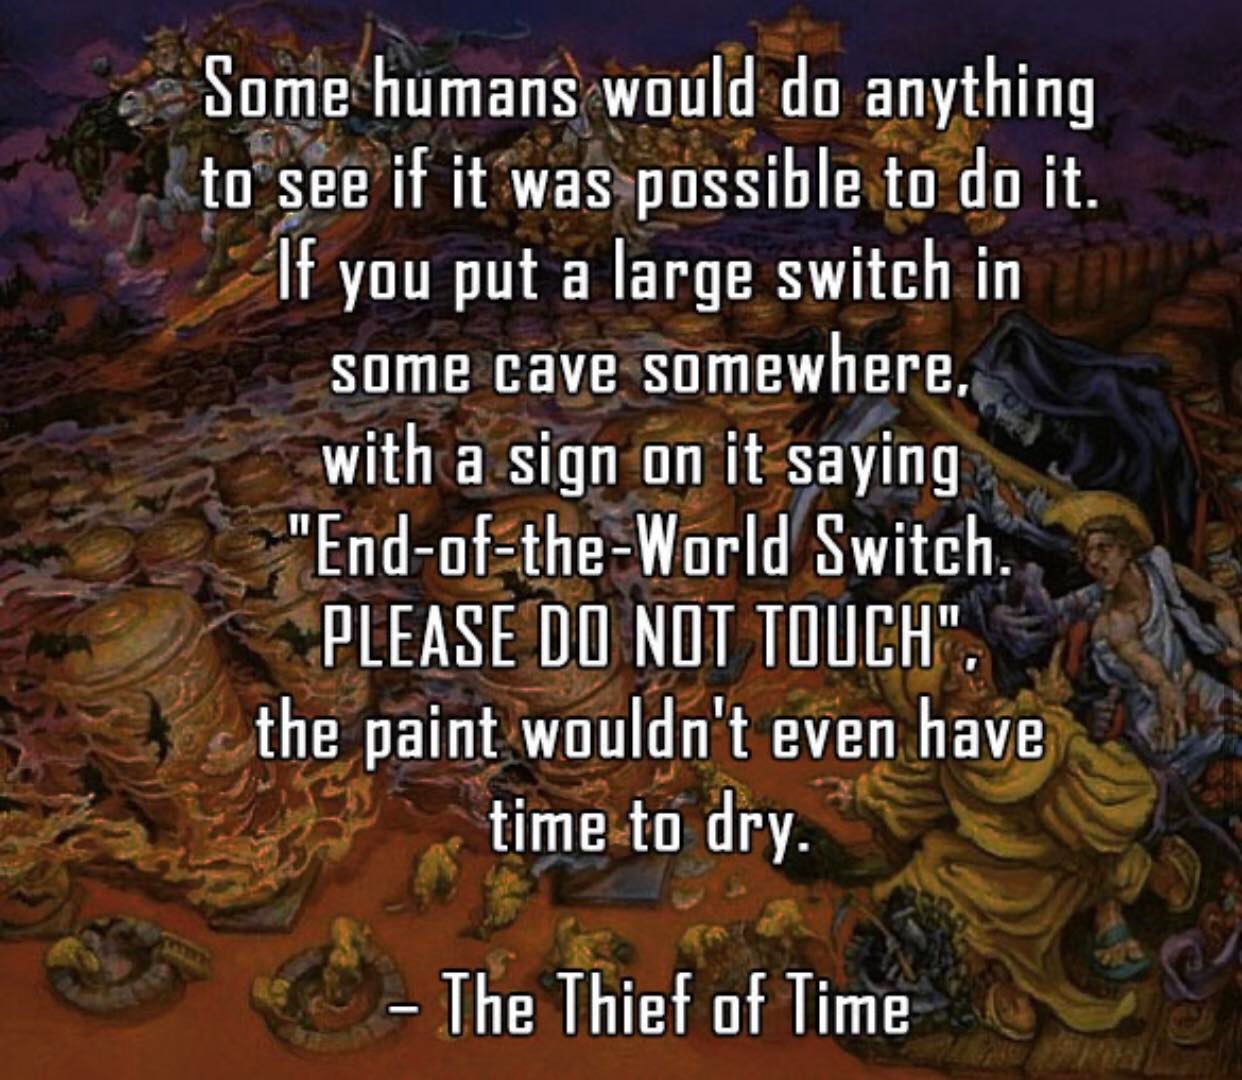 Some humans would do anything
to see if it was possible to do it.
If you put a large switch in
some cave somewhere,
with a sign on it saying
"End-of-the-World Switch.
PLEASE DO NOT TOUCH",
the paint wouldn't even have
time to dry.
– The Thief of Time